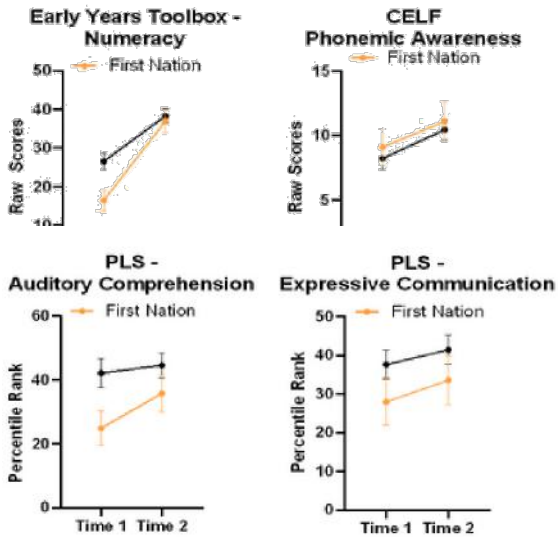 Early Years Toolbox -
Numeracy
First Nation
Raw Scores
50
40
30
20
10
CELF
Phonemic Awareness
First Nation
Raw Scores
15
10
5
PLS -
Auditory Comprehension
First Nation
Percentile Rank
60
40
20
0
Time 1 Time 2
PLS -
Expressive Communication
First Nation
Percentile Rank
50
40
30
20
10
0
Time 1 Time 2